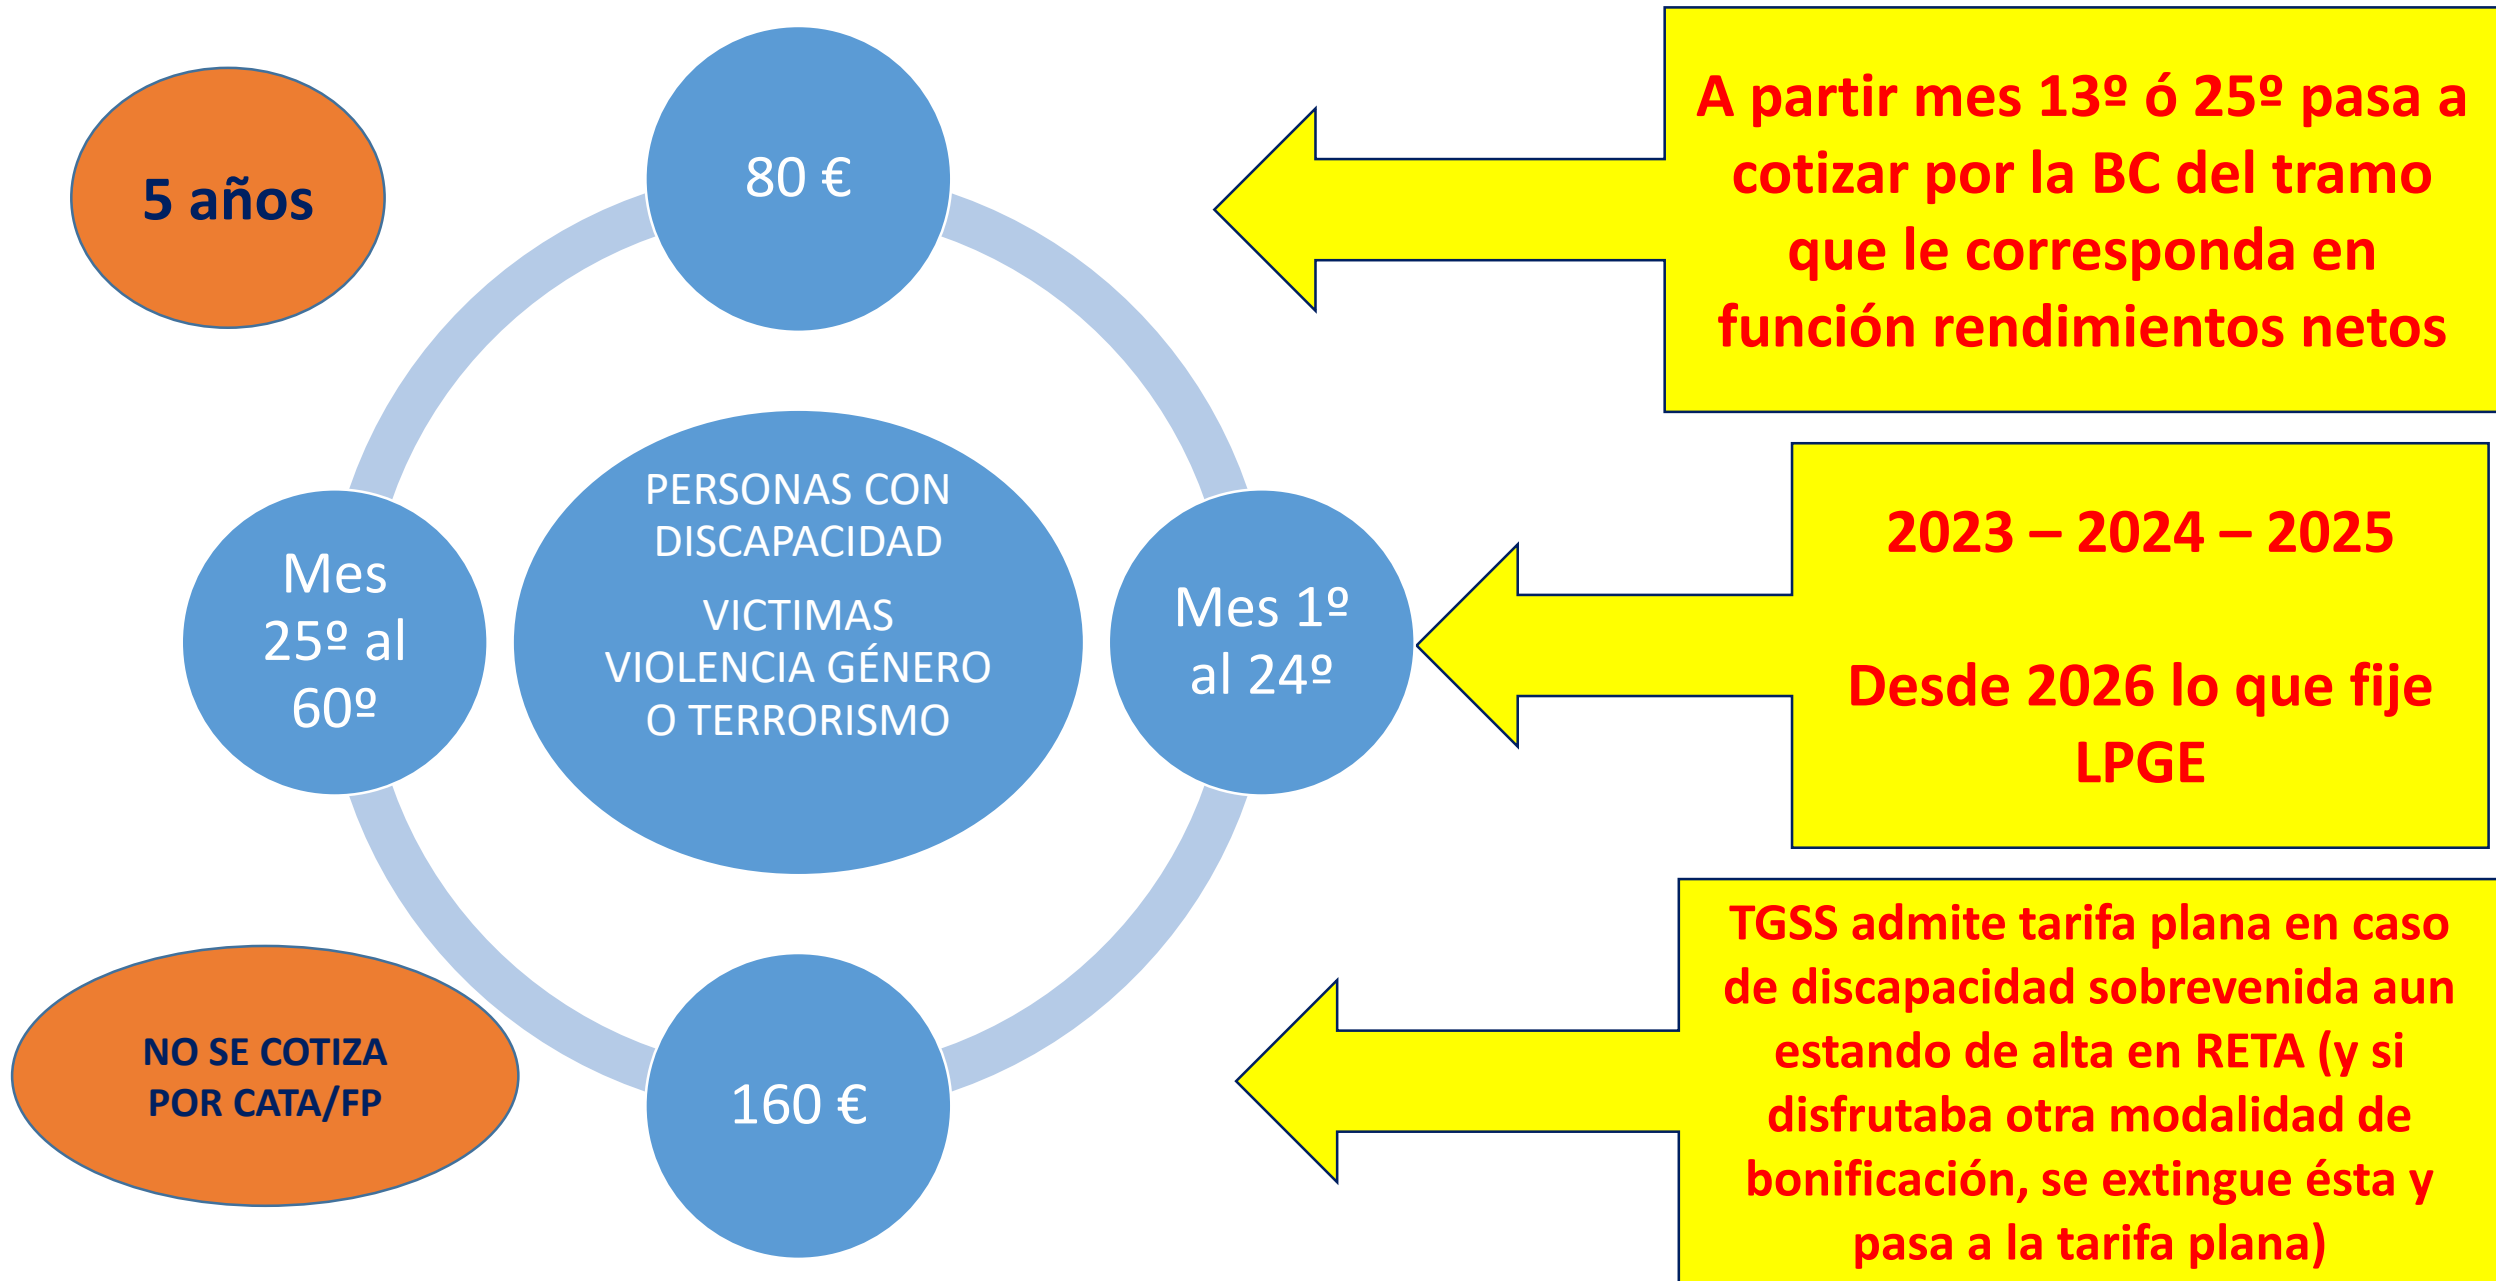 5 años
80 €
A partir mes 13º ó 25º pasa a
cotizar por la BC del tramo
que le corresponda en
función rendimientos netos
PERSONAS CON
DISCAPACIDAD
VICTIMAS
VIOLENCIA GÉNERO
O TERRORISMO
Mes
25º al
60º
Mes 1º
al 24º
2023 – 2024 – 2025
Desde 2026 lo que fije
LPGE
NO SE COTIZA
POR CATA/FP
160 €
TGSS admite tarifa plana en caso
de discapacidad sobrevenida aun
estando de alta en RETA (y si
disfrutaba otra modalidad de
bonificación, se extingue ésta y
pasa a la tarifa plana)